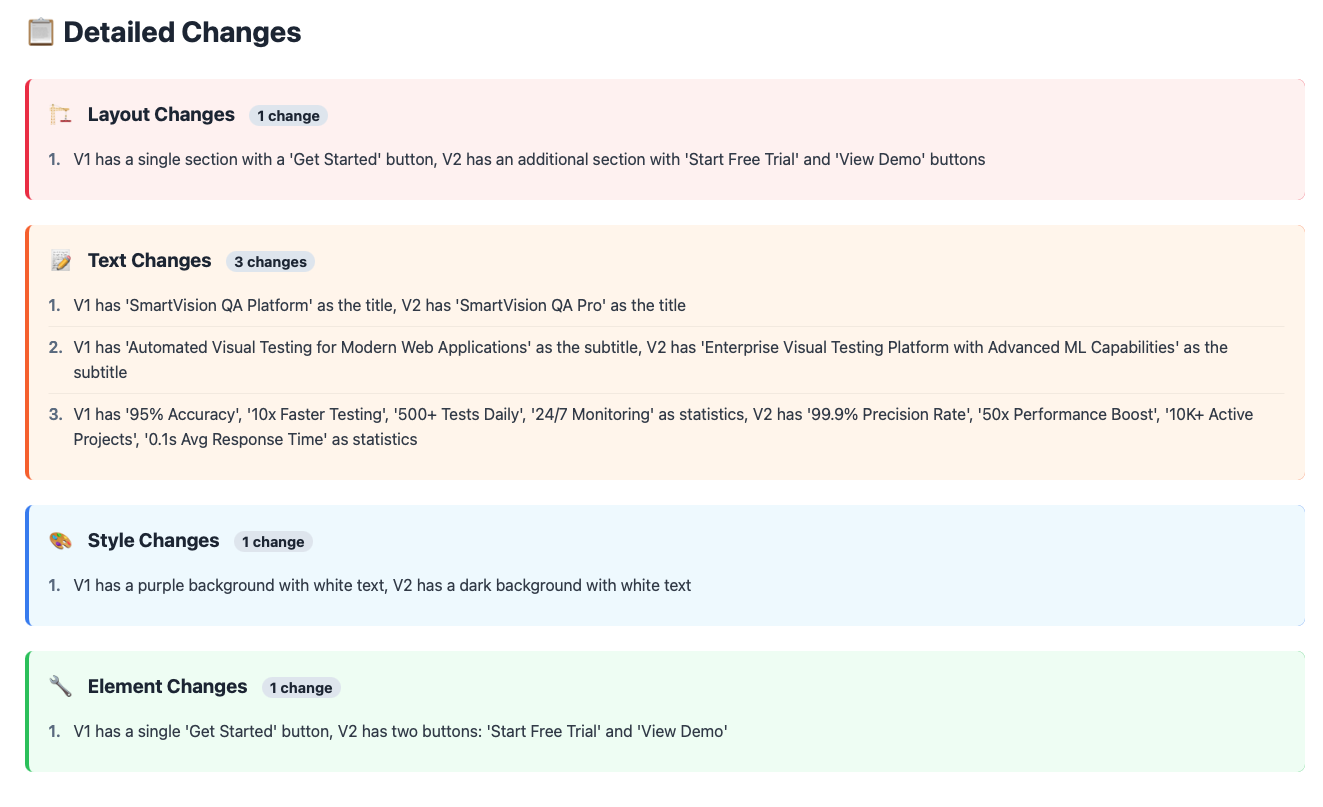 Detailed Changes
Layout Changes 1 change
1. V1 has a single section with a 'Get Started' button, V2 has an additional section with 'Start Free Trial' and 'View Demo' buttons
Text Changes 3 changes
1. V1 has 'SmartVision QA Platform' as the title, V2 has 'SmartVision QA Pro' as the title
2. V1 has 'Automated Visual Testing for Modern Web Applications' as the subtitle, V2 has 'Enterprise Visual Testing Platform with Advanced ML Capabilities' as the
subtitle
3. V1 has '95% Accuracy', '10x Faster Testing', '500+ Tests Daily', '24/7 Monitoring' as statistics, V2 has '99.9% Precision Rate', '50x Performance Boost', '10K+ Active
Projects', '0.1s Avg Response Time' as statistics
Style Changes 1 change
1. V1 has a purple background with white text, V2 has a dark background with white text
Element Changes 1 change
1. V1 has a single 'Get Started' button, V2 has two buttons: 'Start Free Trial' and 'View Demo'